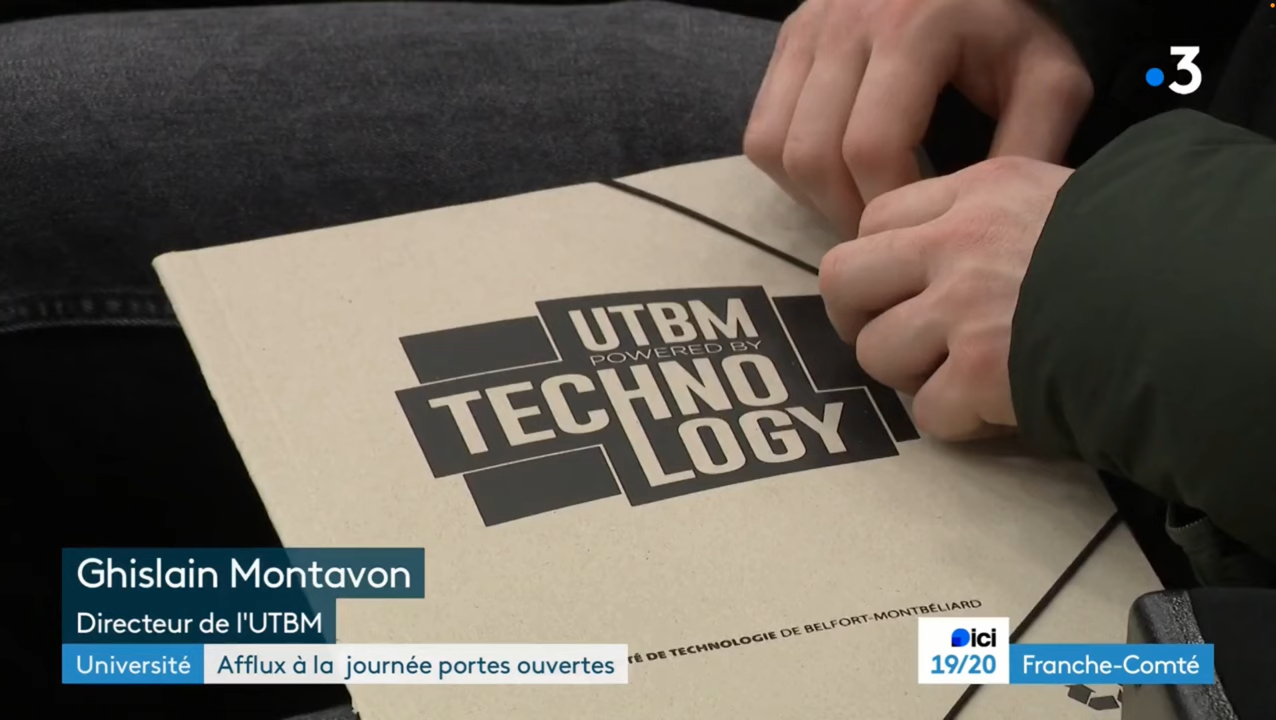 3
UTBM
POWERED BY
TECHNO
LOGY
TÉ DE TECHNOLOGIE DE BELFORT-MONTBÉLIARD
Ghislain Montavon
Directeur de l'UTBM
Université
Afflux à la journée portes ouvertes
ici
19/20
Franche-Comté